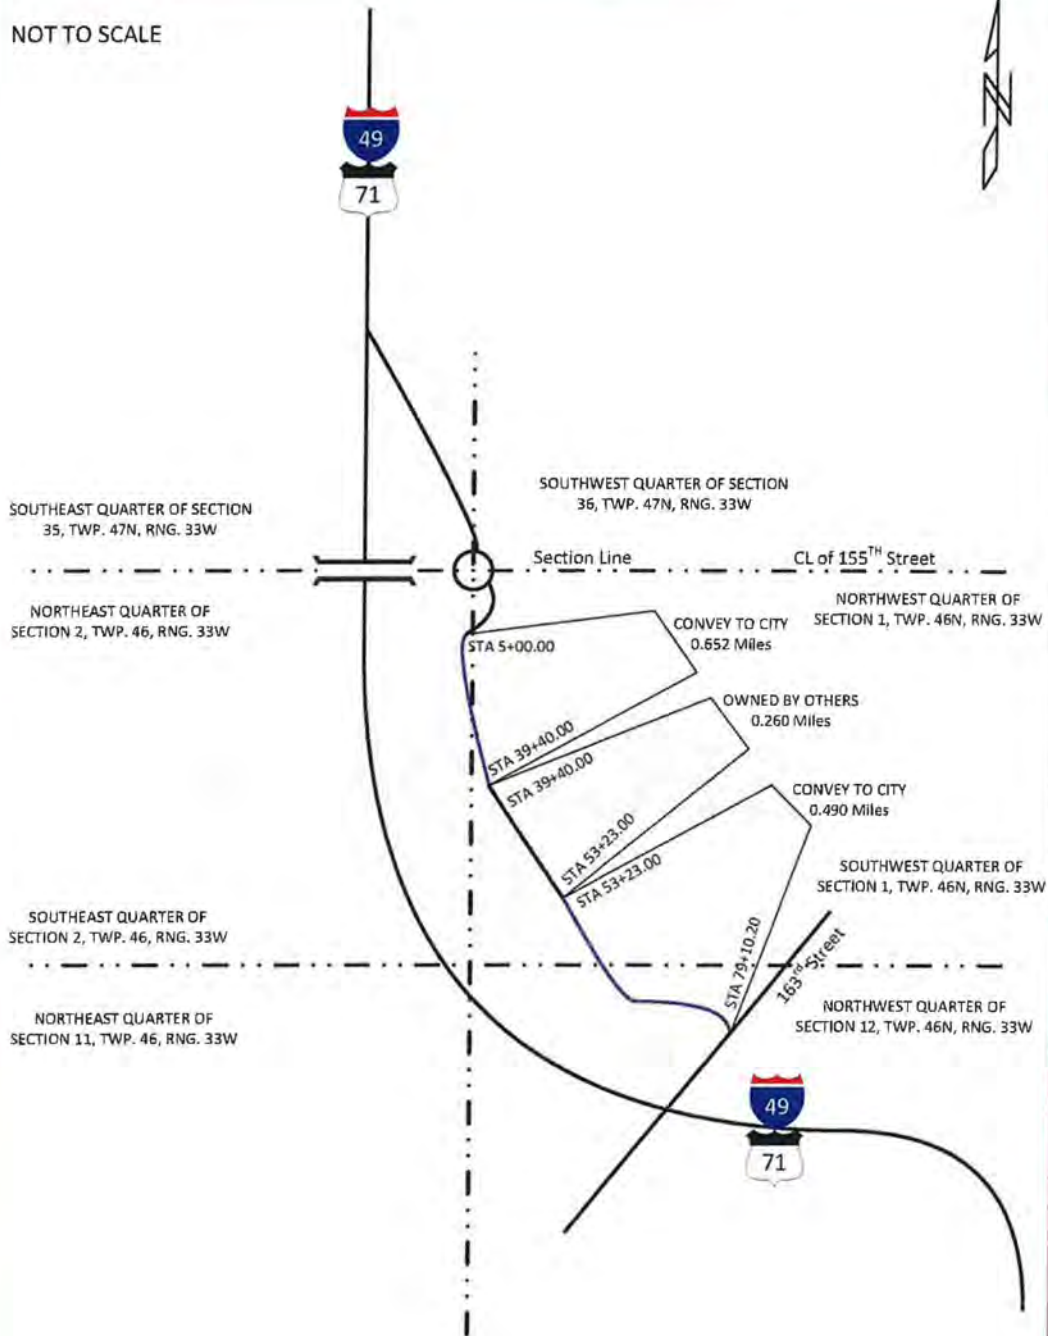 NOT TO SCALE
N
49
71
SOUTHWEST QUARTER OF SECTION
36, TWP. 47N, RNG. 33W
SOUTHEAST QUARTER OF SECTION
35, TWP. 47N, RNG. 33W
Section Line
CL of 155TH Street
NORTHEAST QUARTER OF
SECTION 2, TWP. 46, RNG. 33W
NORTHWEST QUARTER OF
SECTION 1, TWP. 46N, RNG. 33W
STA 5+00.00
CONVEY TO CITY
0.652 Miles
OWNED BY OTHERS
0.260 Miles
STA 39+40.00
STA 39+40.00
CONVEY TO CITY
0.490 Miles
STA 53+23.00
STA 53+23.00
SOUTHWEST QUARTER OF
SECTION 1, TWP. 46N, RNG. 33W
SOUTHEAST QUARTER OF
SECTION 2, TWP. 46, RNG. 33W
STA 79+10.20
163rd Street
NORTHEAST QUARTER OF
SECTION 11, TWP. 46, RNG. 33W
NORTHWEST QUARTER OF
SECTION 12, TWP. 46N, RNG. 33W
49
71